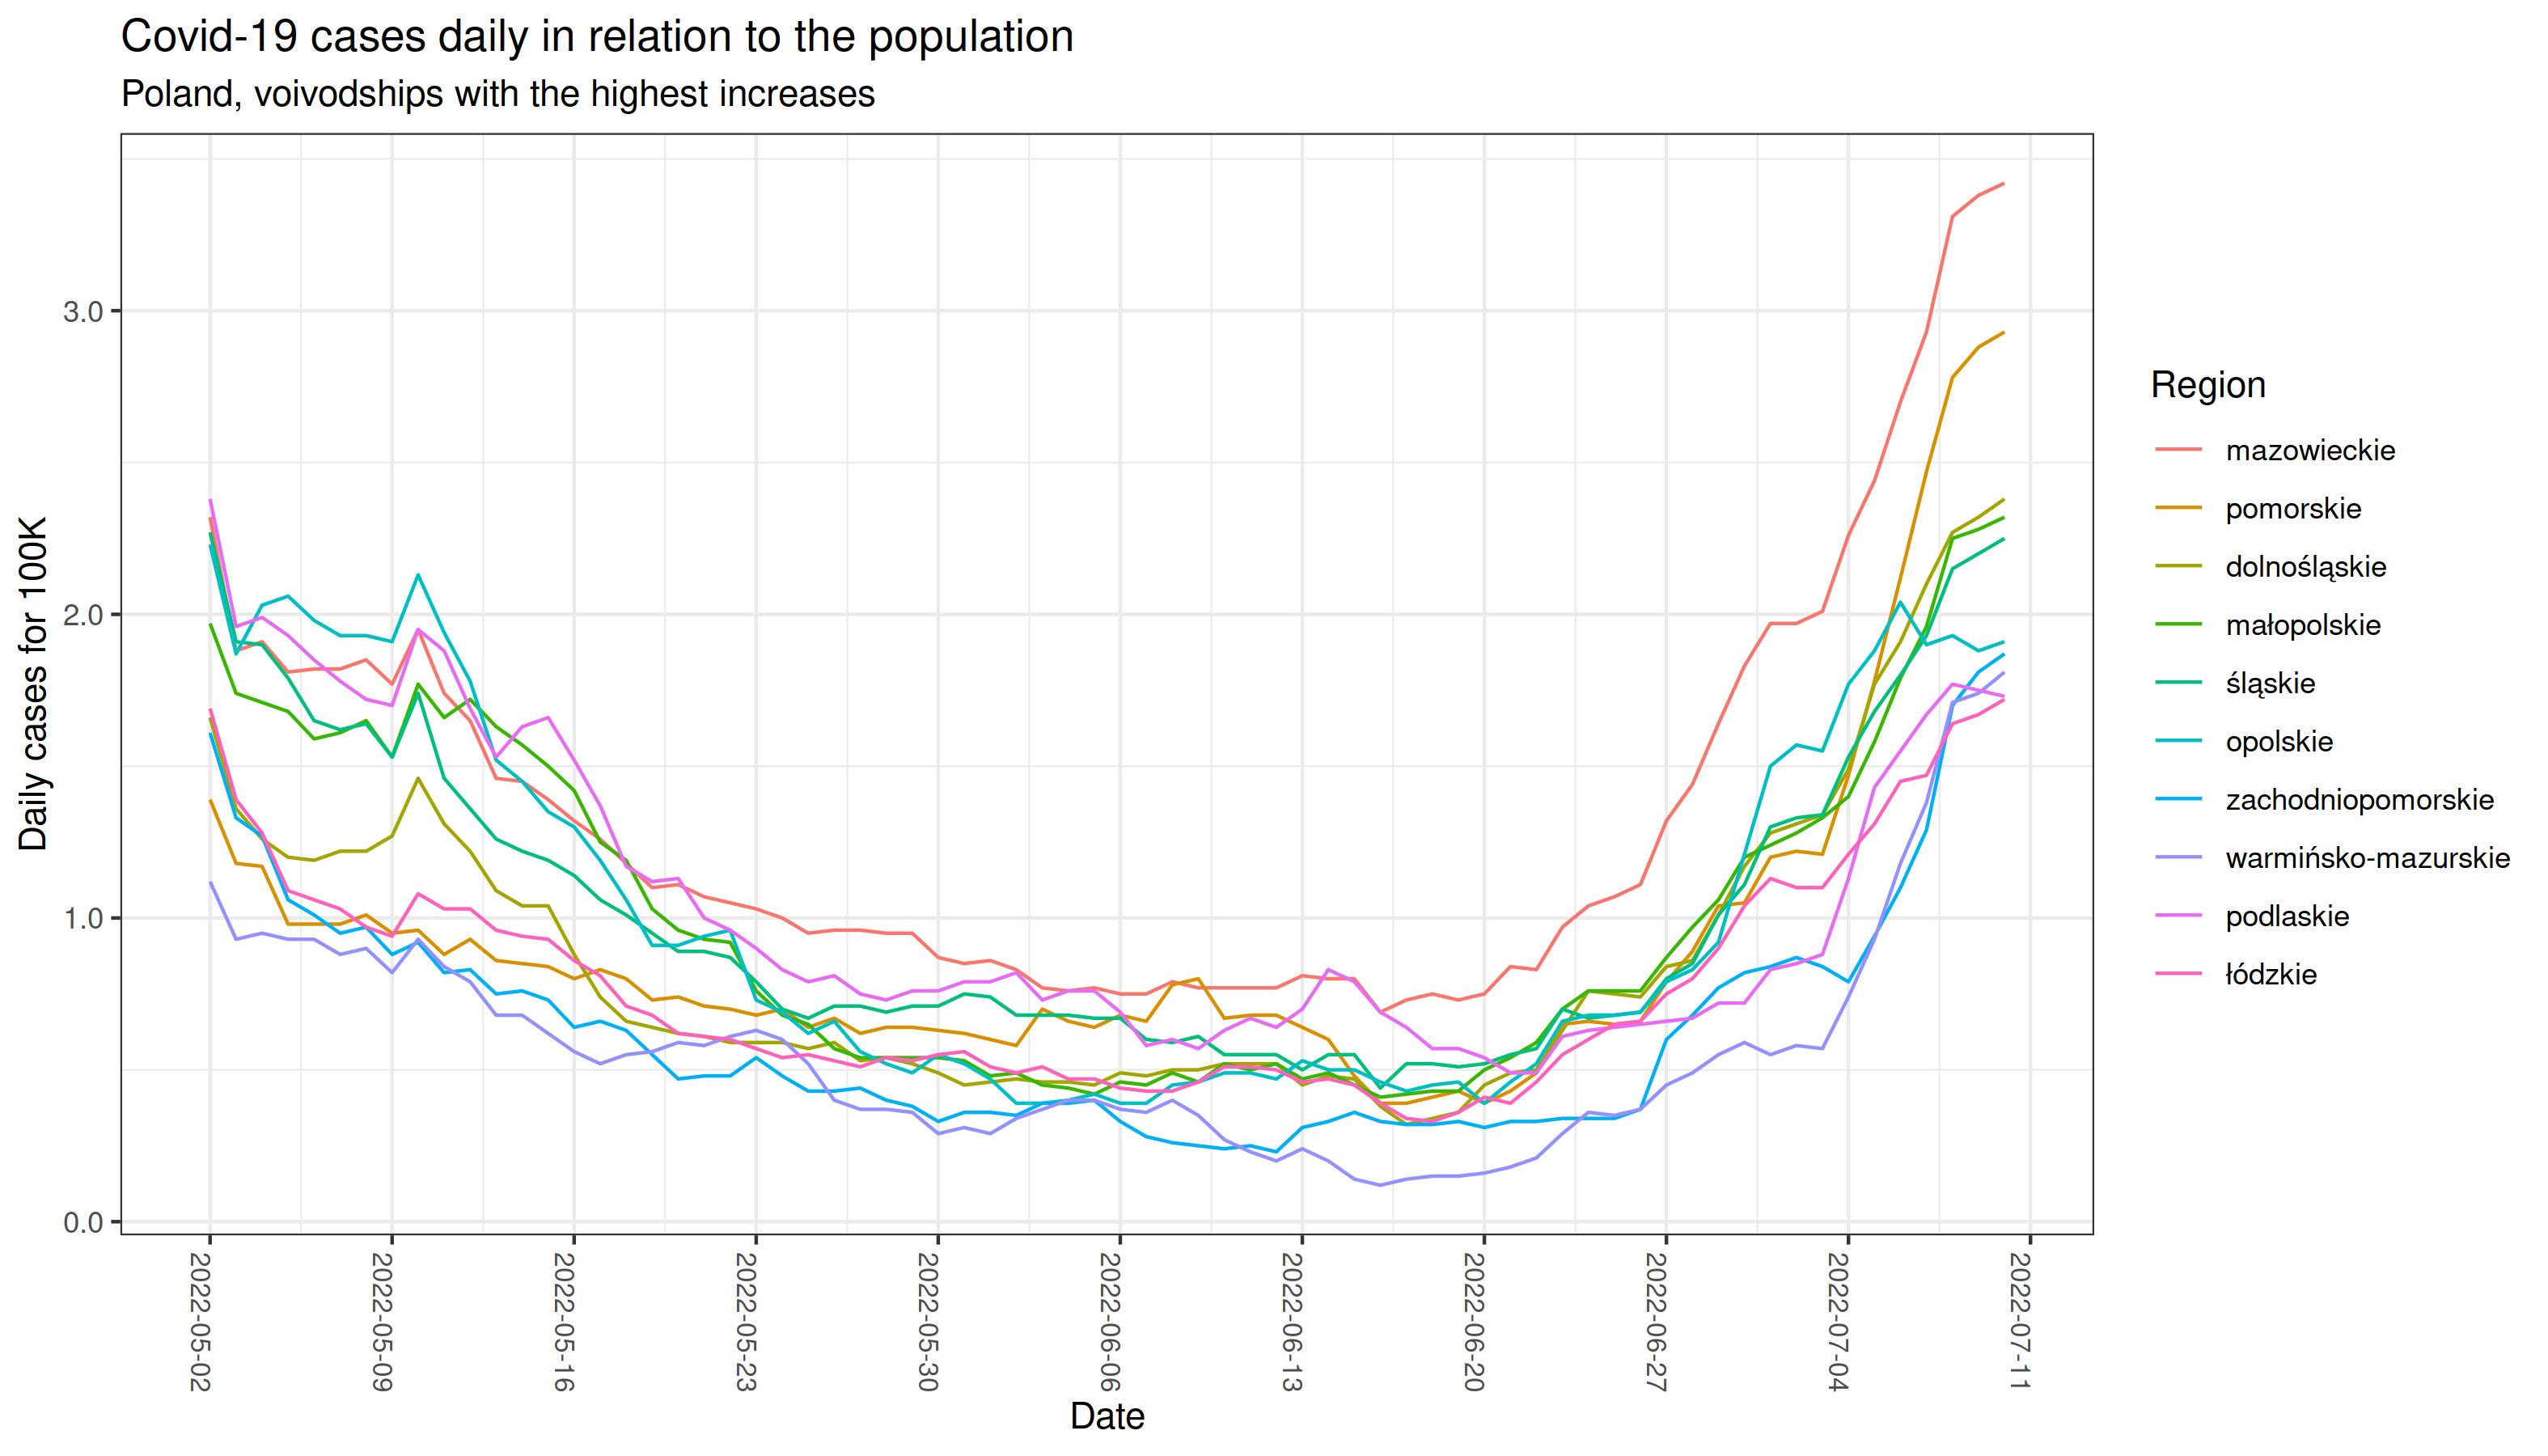 Covid-19 cases daily in relation to the population
Poland, voivodships with the highest increases
Daily cases for 100K
3.0
2.0
1.0
0.0
2022-05-02
2022-05-09
2022-05-16
2022-05-23
2022-05-30
2022-06-06
2022-06-13
2022-06-20
2022-06-27
2022-07-04
2022-07-11
Date
Region
mazowieckie
pomorskie
dolnośląskie
małopolskie
śląskie
opolskie
zachodniopomorskie
warmińsko-mazurskie
podlaskie
łódzkie